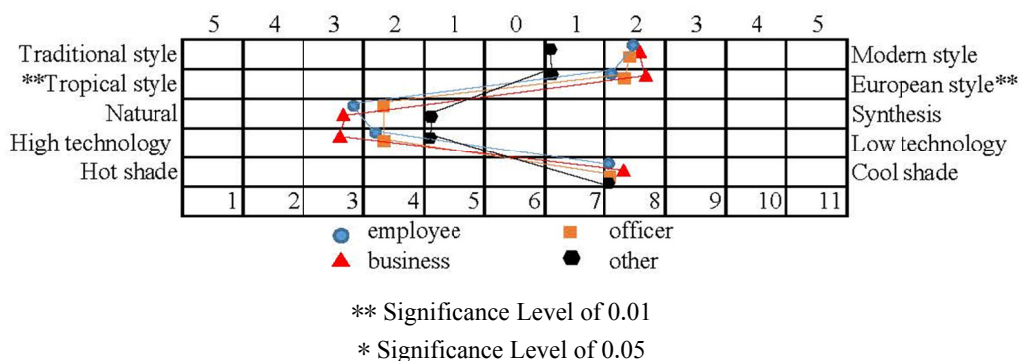 5 4 3 2 1 0 1 2 3 4 5
Traditional style Modern style
**Tropical style European style**
Natural Synthesis
High technology Low technology
Hot shade Cool shade
1 2 3 4 5 6 7 8 9 10 11
employee officer
business other
** Significance Level of 0.01
* Significance Level of 0.05